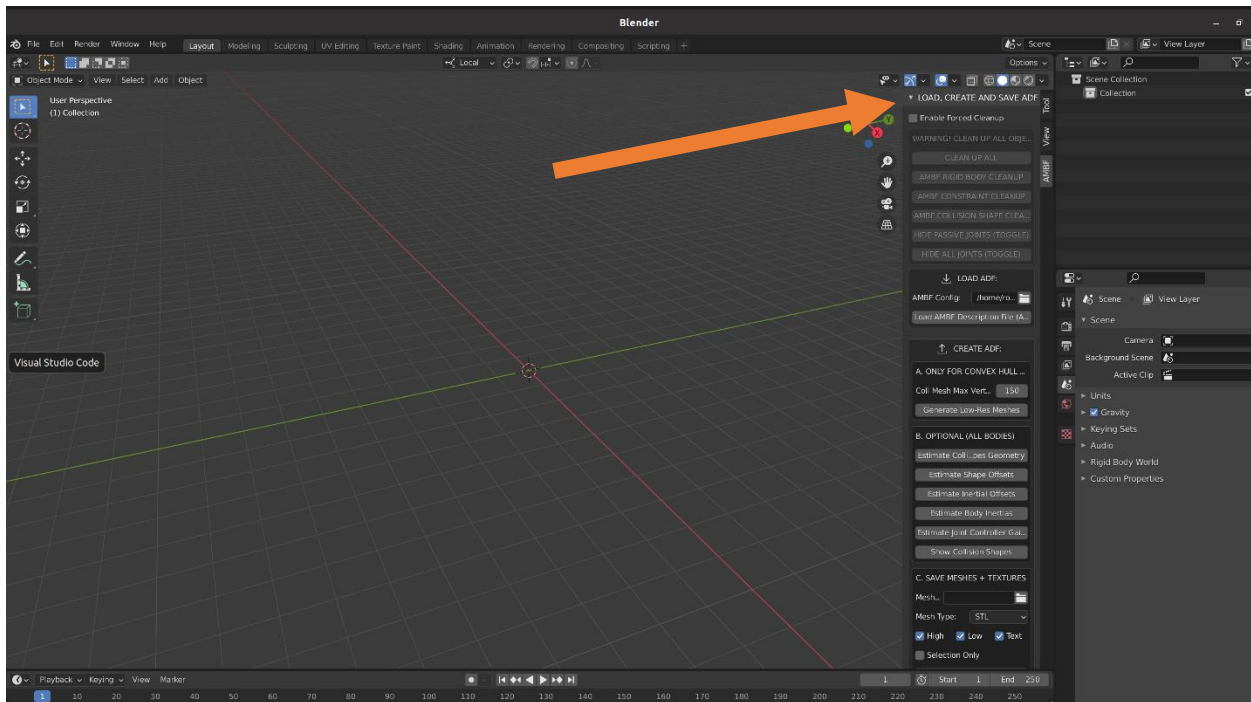 Blender
File Edit Render Window Help Layout Modeling Sculpting UV Editing Texture Paint Shading Animation Rendering Compositing Scripting + Scene View Layer
Local Options
Object Mode View Select Add Object
User Perspective
(1) Collection
Scene Collection
Collection
LOAD, CREATE AND SAVE ADF
Tool
View
AMBF
Enable Forced Cleanup
WARNING! CLEAN UP ALL OBJE...
CLEAN UP ALL
AMBF RIGID BODY CLEANUP
AMBF CONSTRAINT CLEANUP
AMBF COLLISION SHAPE CLEA...
HIDE PASSIVE JOINTS (TOGGLE)
HIDE ALL JOINTS (TOGGLE)
LOAD ADF:
AMBF Config: /home/ro...
Load AMBF Description File (A...
CREATE ADF:
A. ONLY FOR CONVEX HULL ...
Coll Mesh Max Vert... 150
Generate Low-Res Meshes
B. OPTIONAL (ALL BODIES)
Estimate Colli...pes Geometry
Estimate Shape Offsets
Estimate Inertial Offsets
Estimate Body Inertias
Estimate Joint Controller Gai...
Show Collision Shapes
C. SAVE MESHES + TEXTURES
Mesh...
Mesh Type: STL
High Low Text
Selection Only
Y
X
Visual Studio Code
Scene View Layer
Scene
Camera
Background Scene
Active Clip
Units
Gravity
Keying Sets
Audio
Rigid Body World
Custom Properties
Playback Keying View Marker 1 Start 1 End 250
1 10 20 30 40 50 60 70 80 90 100 110 120 130 140 150 160 170 180 190 200 210 220 230 240 250